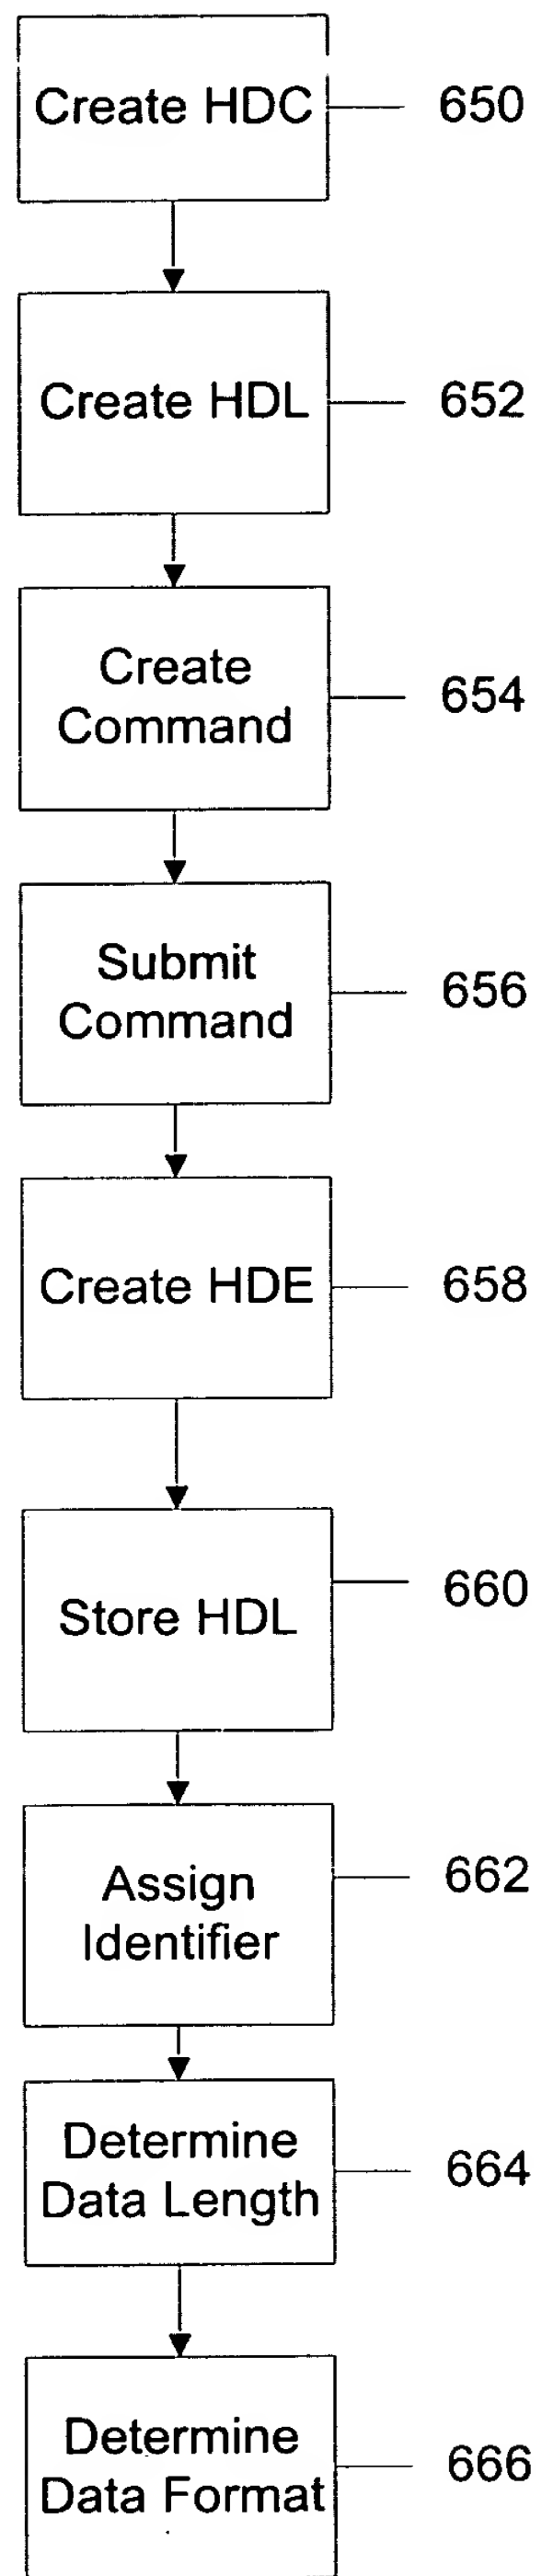 Create HDC
650
Create HDL
652
Create
Command
654
Submit
Command
656
Create HDE
658
Store HDL
660
Assign
Identifier
662
Determine
Data Length
664
Determine
Data Format
666